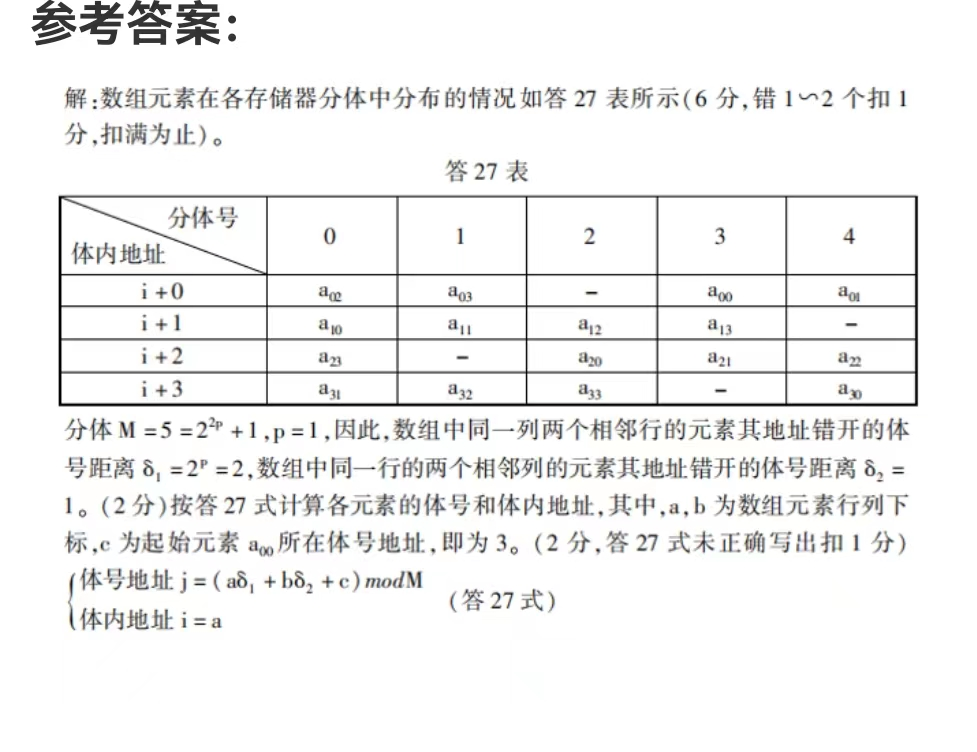 参考答案:
解:数组元素在各存储器分体中分布的情况如答 27 表所示(6 分,错 1∽2 个扣 1
分,扣满为止)。
答 27 表
分体号 体内地址 0 1 2 3 4
i +0 a₀₂ a₀₃ – a₀₀ a₀₁
i +1 a₁₀ a₁₁ a₁₂ a₁₃ –
i +2 a₂₃ – a₂₀ a₂₁ a₂₂
i +3 a₃₁ a₃₂ a₃₃ – a₃₀
分体 M =5 =2²ᵖ +1,p =1,因此,数组中同一列两个相邻行的元素其地址错开的体
号距离 δ₁ =2ᵖ =2,数组中同一行的两个相邻列的元素其地址错开的体号距离 δ₂ =
1。(2 分)按答 27 式计算各元素的体号和体内地址,其中,a,b 为数组元素行列下
标,c 为起始元素 a₀₀所在体号地址,即为 3。(2 分,答 27 式未正确写出扣 1 分)
体号地址 j = ( aδ₁ + bδ₂ + c) modM
(答 27 式)
体内地址 i = a